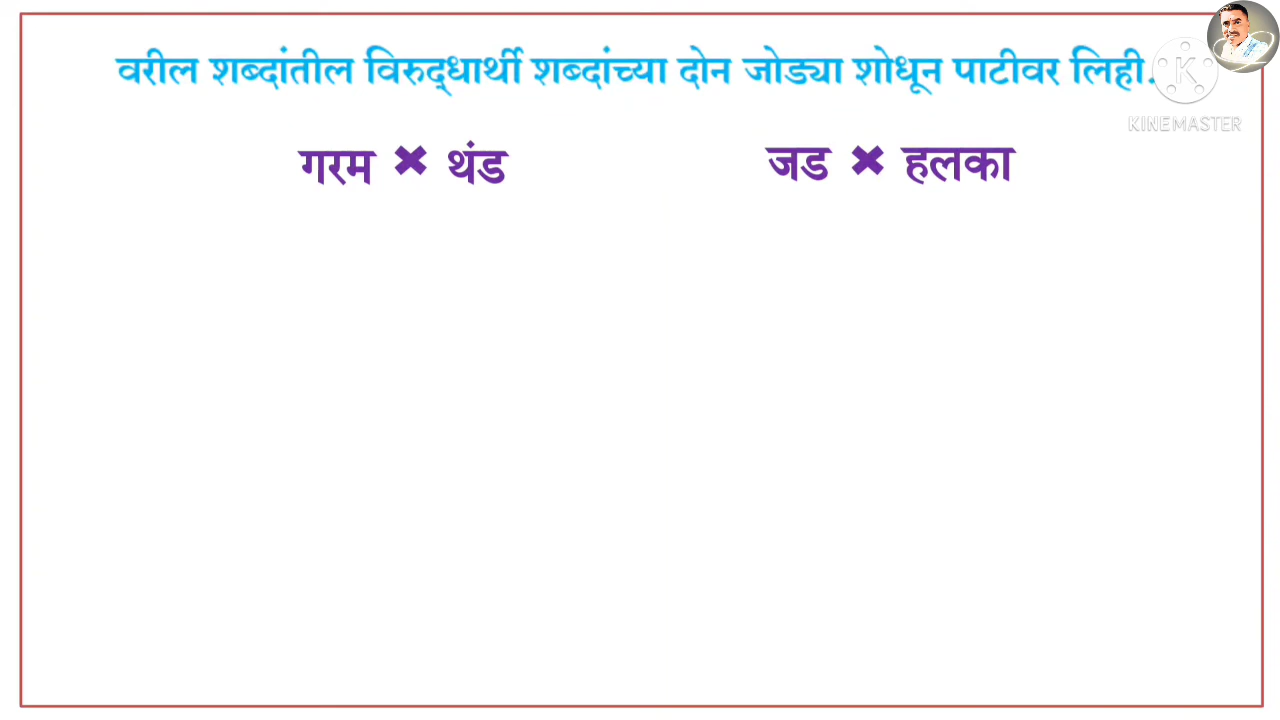 वरील शब्दांतील विरुद्धार्थी शब्दांच्या दोन जोड्या शोधून पाटीवर लिही.
K
KINEMASTER
गरम ✖ थंड जड ✖ हलका